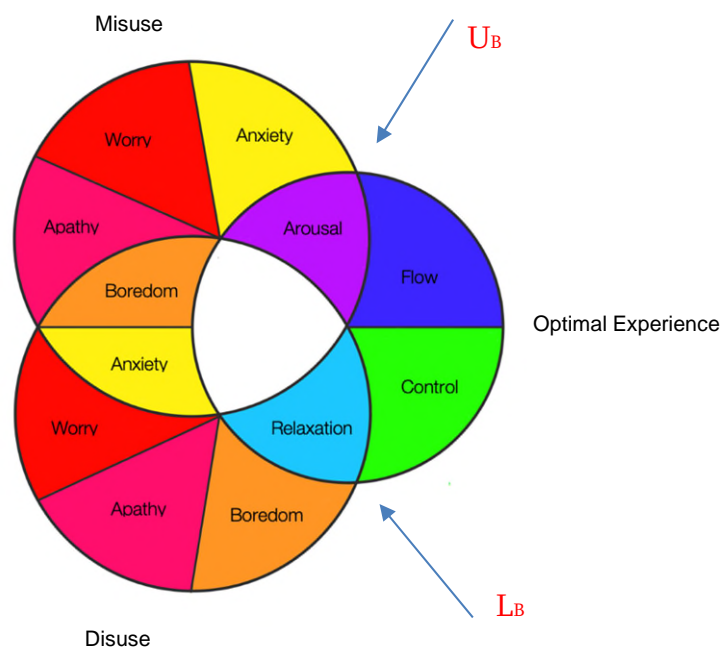 Misuse
UB
Worry
Anxiety
Apathy
Arousal
Boredom
Flow
Optimal Experience
Anxiety
Control
Worry
Relaxation
Apathy
Boredom
LB
Disuse